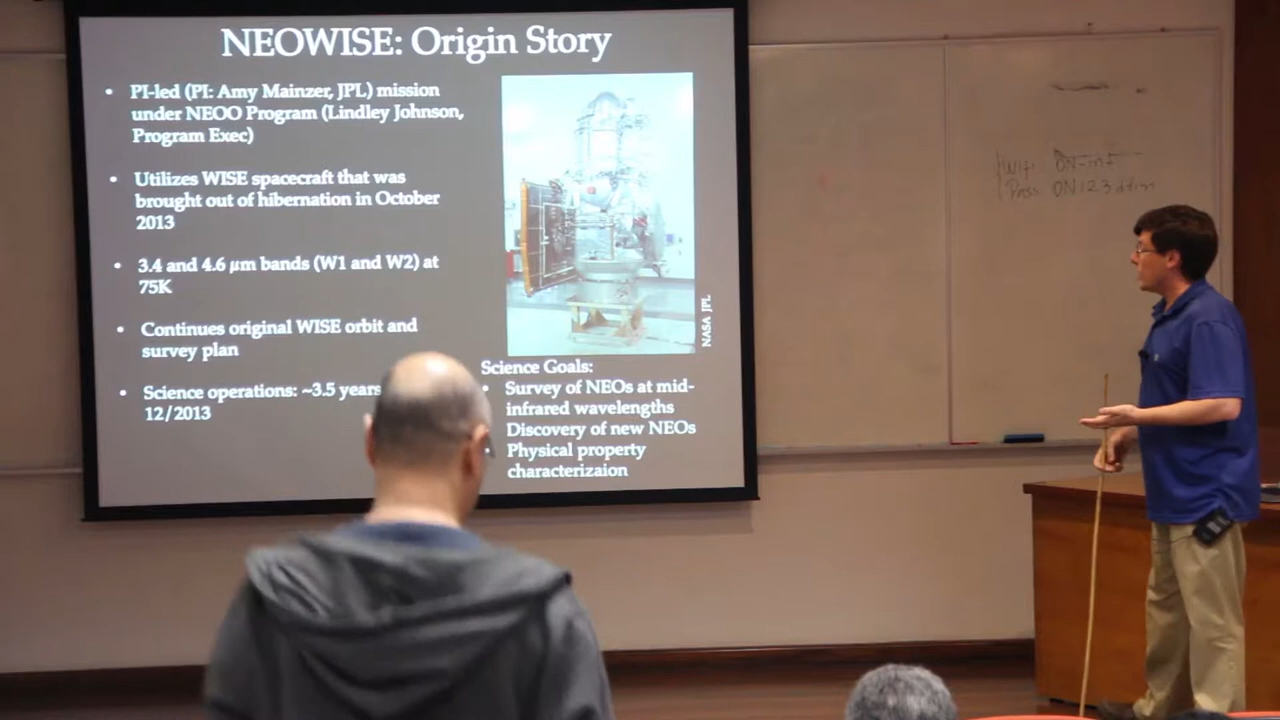 NEOWISE: Origin Story
• PI-led (PI: Amy Mainzer, JPL) mission
under NEOO Program (Lindley Johnson,
Program Exec)
• Utilizes WISE spacecraft that was
brought out of hibernation in October
2013
• 3.4 and 4.6 µm bands (W1 and W2) at
75K
• Continues original WISE orbit and
survey plan
• Science operations: ~3.5 years
12/2013
NASA JPL
Science Goals:
• Survey of NEOs at mid-
infrared wavelengths
Discovery of new NEOs
• Physical property
characterizaion
Wifi:
Pass: